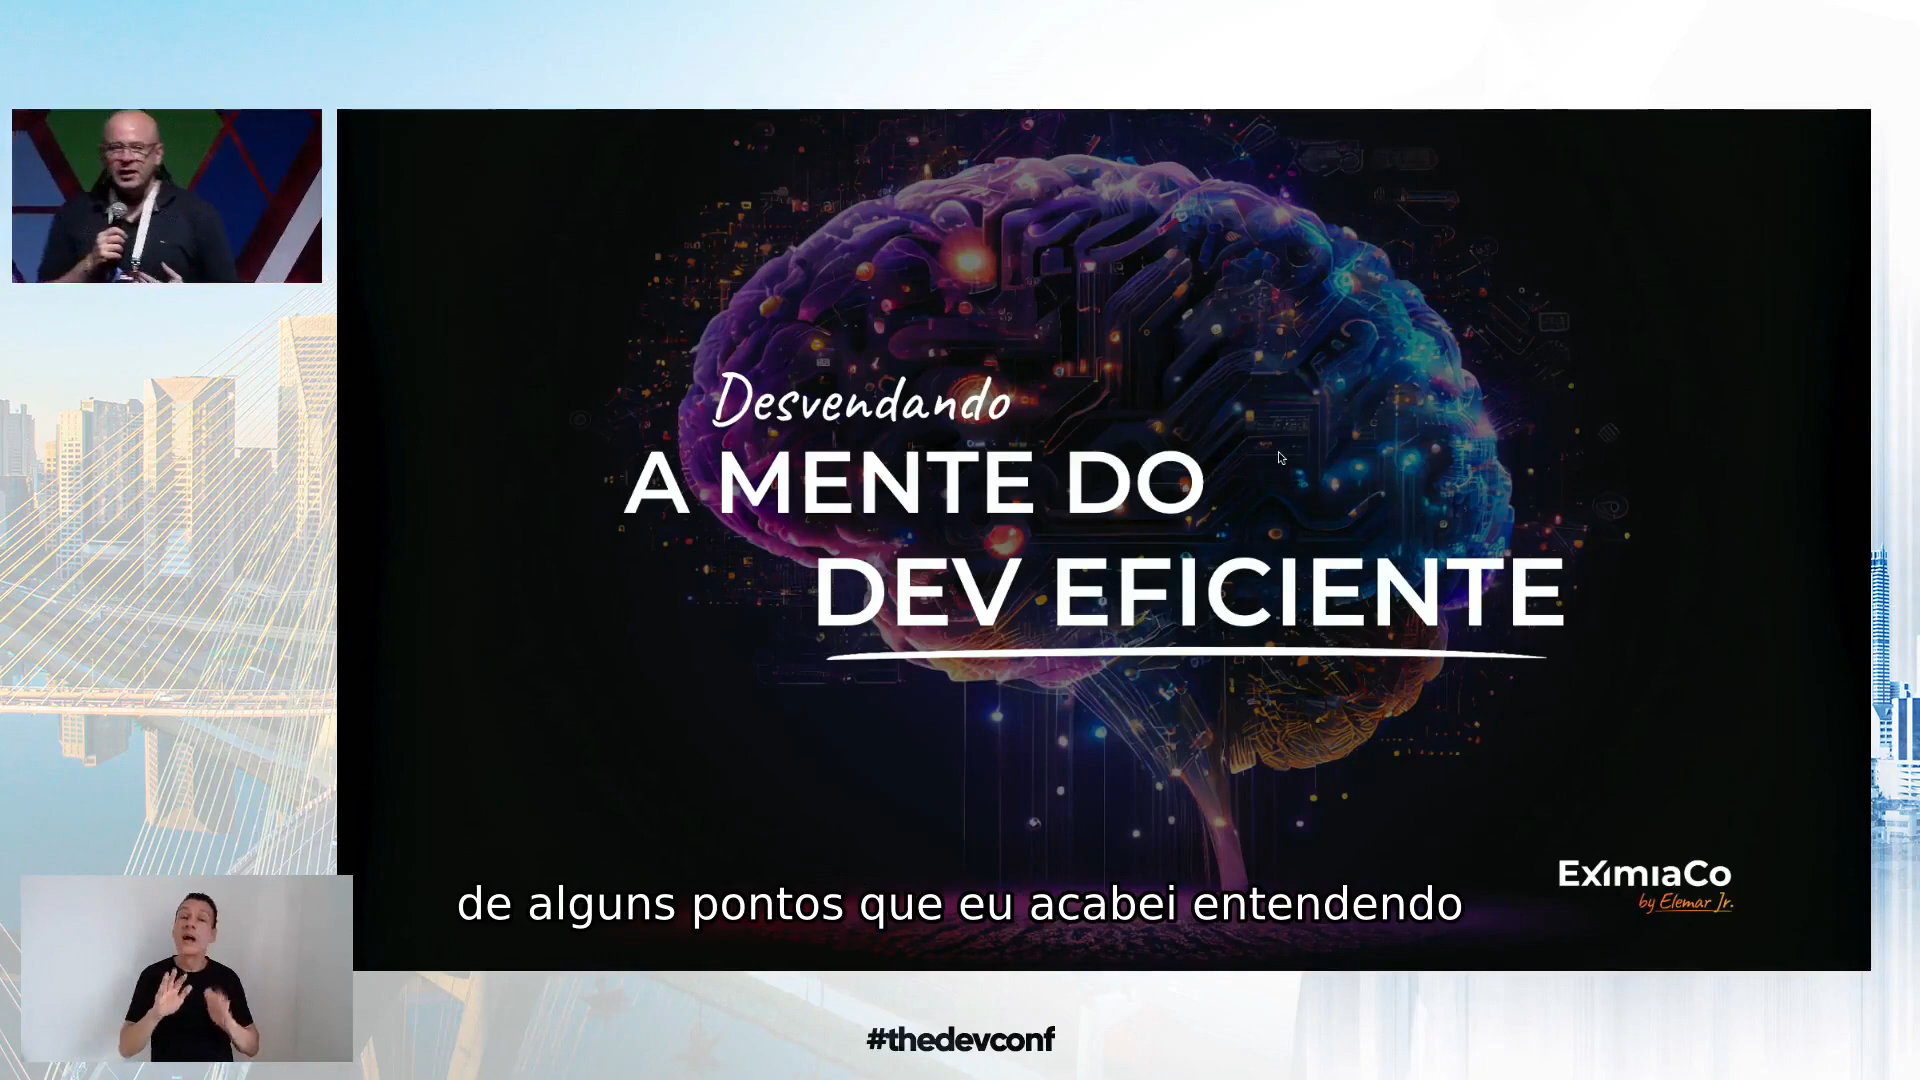 Desvendando
A MENTE DO
DEV EFICIENTE
EXIMIACO
by Elemar Jr.
de alguns pontos que eu acabei entendendo
#thedevconf